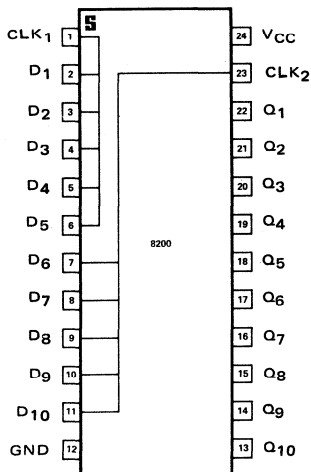 S
CLK1 1 24 VCC
D1 2 23 CLK2
D2 3 22 Q1
D3 4 21 Q2
D4 5 20 Q3
D5 6 19 Q4
8200
D6 7 18 Q5
D7 8 17 Q6
D8 9 16 Q7
D9 10 15 Q8
D10 11 14 Q9
GND 12 13 Q10